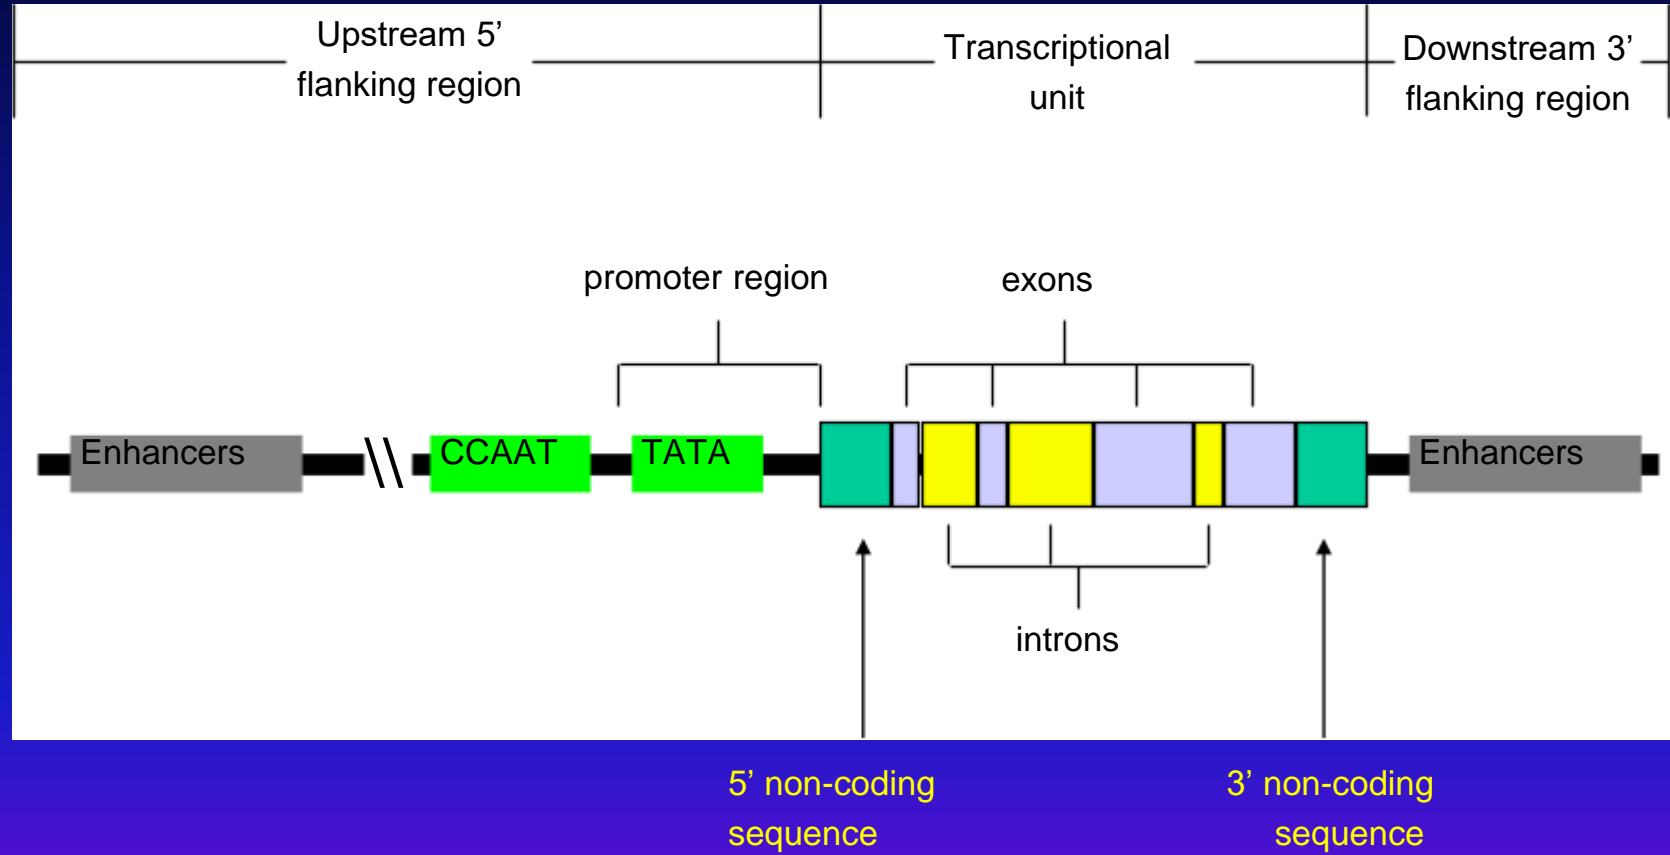 Upstream 5’
flanking region
Transcriptional
unit
Downstream 3’
flanking region
promoter region
exons
Enhancers
\\
CCAAT
TATA
Enhancers
introns
5’ non-coding
sequence
3’ non-coding
sequence